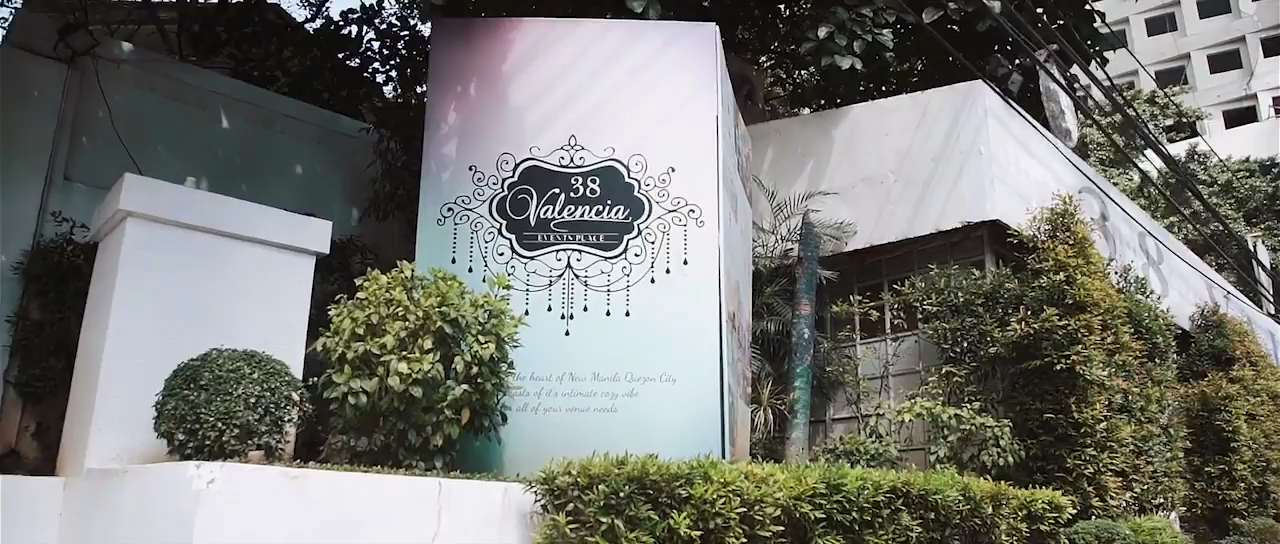 38
Valencia
EVENTS PLACE
the heart of New Manila Quezon City
of it's intimate cozy vibe
all of your venue needs
38